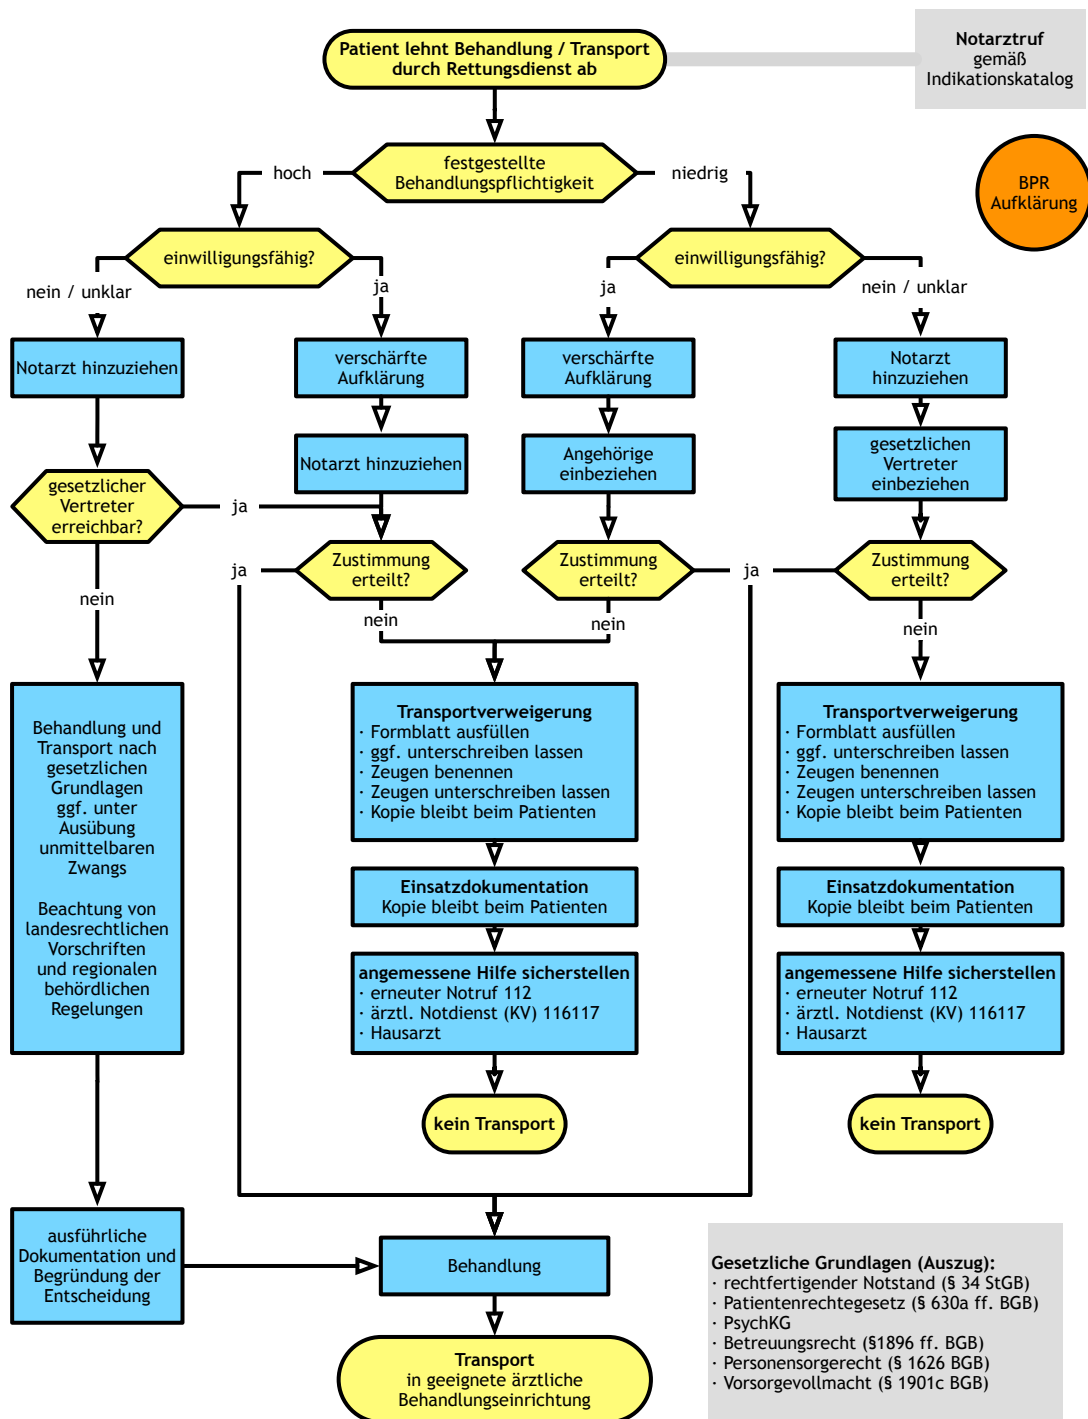 Patient lehnt Behandlung / Transport
durch Rettungsdienst ab
Notarztruf
gemäß
Indikationskatalog
festgestellte
Behandlungspflichtigkeit
hoch
niedrig
BPR
Aufklärung
einwilligungsfähig?
einwilligungsfähig?
nein / unklar
ja
ja
nein / unklar
Notarzt hinzuziehen
verschärfte
Aufklärung
verschärfte
Aufklärung
Notarzt
hinzuziehen
Notarzt hinzuziehen
Angehörige
einbeziehen
gesetzlichen
Vertreter
einbeziehen
gesetzlicher
Vertreter
erreichbar?
ja
ja
Zustimmung
erteilt?
Zustimmung
erteilt?
ja
Zustimmung
erteilt?
nein
nein
nein
nein
Behandlung und
Transport nach
gesetzlichen
Grundlagen
ggf. unter
Ausübung
unmittelbaren
Zwangs
Beachtung von
landesrechtlichen
Vorschriften
und regionalen
behördlichen
Regelungen
Transportverweigerung
· Formblatt ausfüllen
· ggf. unterschreiben lassen
· Zeugen benennen
· Zeugen unterschreiben lassen
· Kopie bleibt beim Patienten
Transportverweigerung
· Formblatt ausfüllen
· ggf. unterschreiben lassen
· Zeugen benennen
· Zeugen unterschreiben lassen
· Kopie bleibt beim Patienten
Einsatzdokumentation
Kopie bleibt beim Patienten
Einsatzdokumentation
Kopie bleibt beim Patienten
angemessene Hilfe sicherstellen
· erneuter Notruf 112
· ärztl. Notdienst (KV) 116117
· Hausarzt
angemessene Hilfe sicherstellen
· erneuter Notruf 112
· ärztl. Notdienst (KV) 116117
· Hausarzt
kein Transport
kein Transport
ausführliche
Dokumentation und
Begründung der
Entscheidung
Behandlung
Transport
in geeignete ärztliche
Behandlungseinrichtung
Gesetzliche Grundlagen (Auszug):
· rechtfertigender Notstand (§ 34 StGB)
· Patientenrechtegesetz (§ 630a ff. BGB)
· PsychKG
· Betreuungsrecht (§1896 ff. BGB)
· Personensorgerecht (§ 1626 BGB)
· Vorsorgevollmacht (§ 1901c BGB)